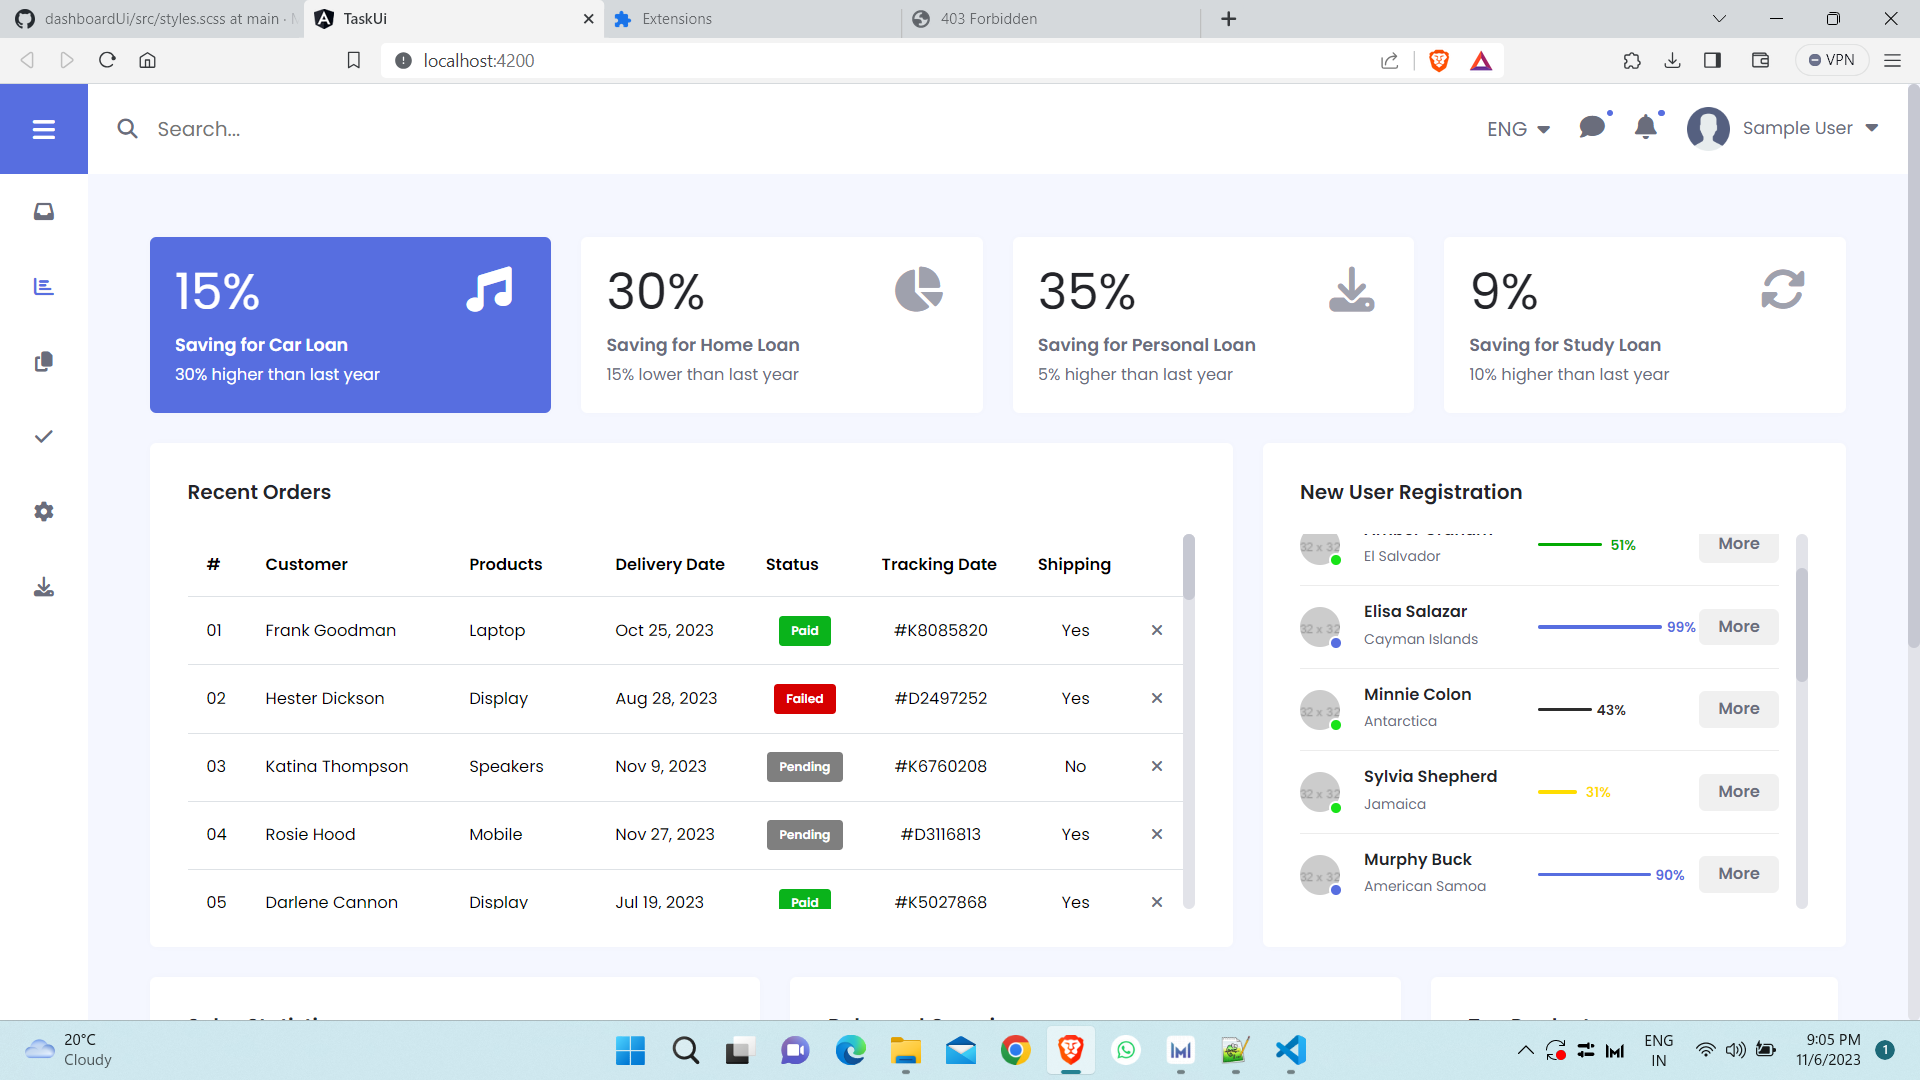 dashboardUi/src/styles.scss at main ·
TaskUi
Extensions
403 Forbidden
localhost:4200
VPN
Search...
ENG
Sample User
15%
Saving for Car Loan
30% higher than last year
30%
Saving for Home Loan
15% lower than last year
35%
Saving for Personal Loan
5% higher than last year
9%
Saving for Study Loan
10% higher than last year
Recent Orders
# Customer Products Delivery Date Status Tracking Date Shipping
01 Frank Goodman Laptop Oct 25, 2023 Paid #K8085820 Yes ×
02 Hester Dickson Display Aug 28, 2023 Failed #D2497252 Yes ×
03 Katina Thompson Speakers Nov 9, 2023 Pending #K6760208 No ×
04 Rosie Hood Mobile Nov 27, 2023 Pending #D3116813 Yes ×
05 Darlene Cannon Display Jul 19, 2023 Paid #K5027868 Yes ×
New User Registration
32 x 32 El Salvador 51% More
Elisa Salazar
32 x 32 Cayman Islands 99% More
Minnie Colon
32 x 32 Antarctica 43% More
Sylvia Shepherd
32 x 32 Jamaica 31% More
Murphy Buck
32 x 32 American Samoa 90% More
20°C
Cloudy
ENG
IN
9:05 PM
11/6/2023
1